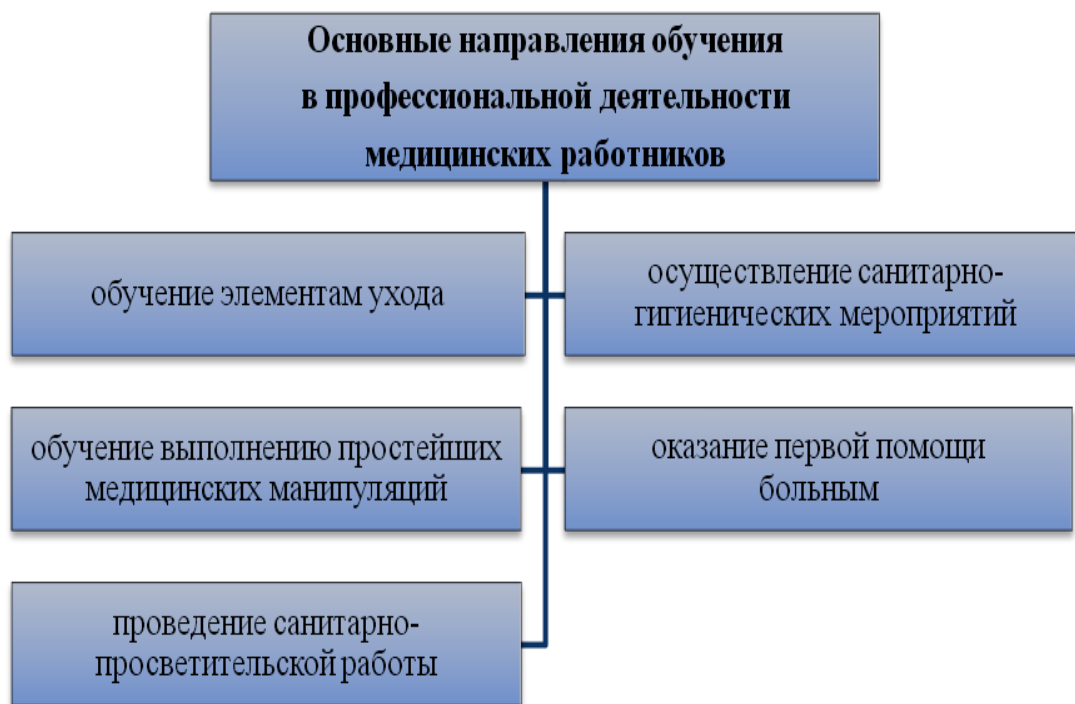 Основные направления обучения
в профессиональной деятельности
медицинских работников
обучение элементам ухода
осуществление санитарно-
гигиенических мероприятий
обучение выполнению простейших
медицинских манипуляций
оказание первой помощи
больным
проведение санитарно-
просветительской работы